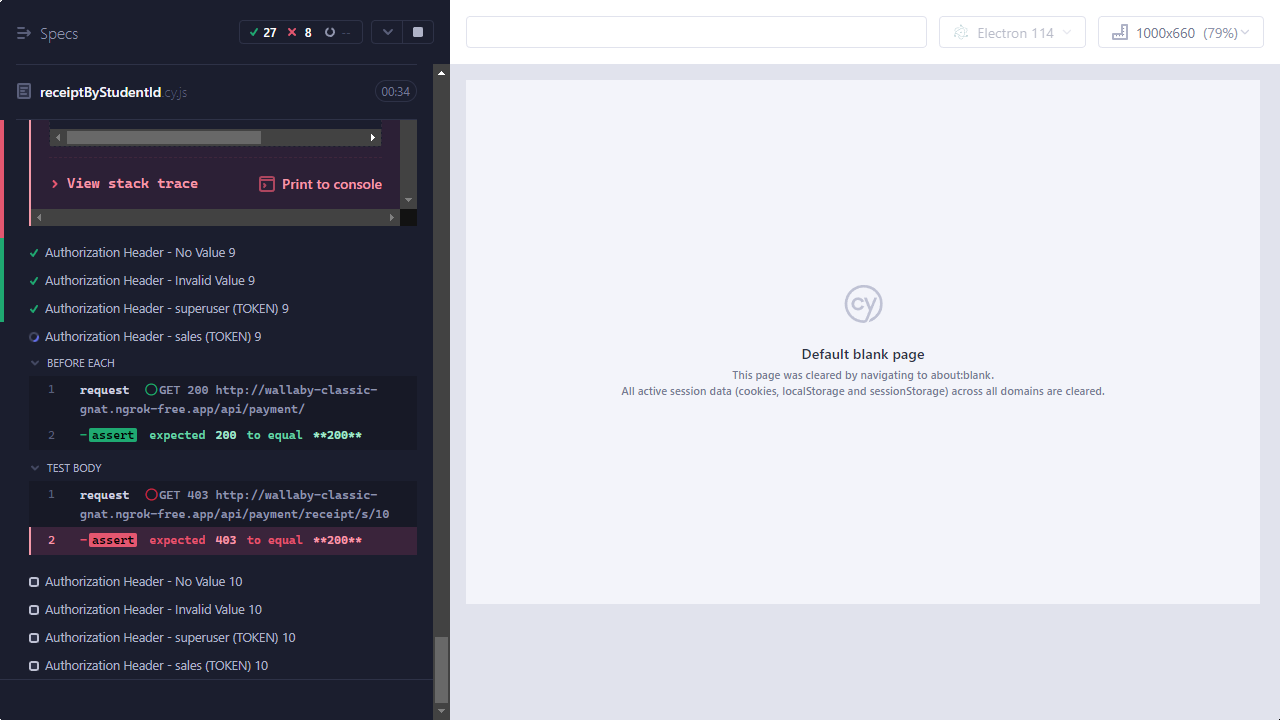 Specs
27
8
--
Electron 114
1000x660 (79%)
receiptByStudentId.cy.js
00:34
View stack trace
Print to console
Authorization Header - No Value 9
Authorization Header - Invalid Value 9
Authorization Header - superuser (TOKEN) 9
Authorization Header - sales (TOKEN) 9
BEFORE EACH
1 request GET 200 http://wallaby-classic-
gnat.ngrok-free.app/api/payment/
2 -assert expected 200 to equal **200**
TEST BODY
1 request GET 403 http://wallaby-classic-
gnat.ngrok-free.app/api/payment/receipt/s/10
2 -assert expected 403 to equal **200**
Authorization Header - No Value 10
Authorization Header - Invalid Value 10
Authorization Header - superuser (TOKEN) 10
Authorization Header - sales (TOKEN) 10
cy
Default blank page
This page was cleared by navigating to about:blank.
All active session data (cookies, localStorage and sessionStorage) across all domains are cleared.